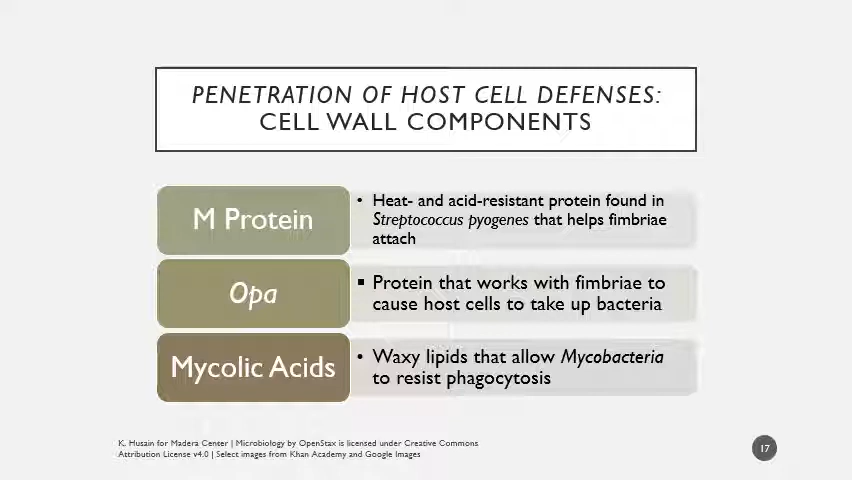 PENETRATION OF HOST CELL DEFENSES:
CELL WALL COMPONENTS
M Protein
• Heat- and acid-resistant protein found in
Streptococcus pyogenes that helps fimbriae
attach
Opa
▪ Protein that works with fimbriae to
cause host cells to take up bacteria
Mycolic Acids
• Waxy lipids that allow Mycobacteria
to resist phagocytosis
K. Husain for Madera Center | Microbiology by OpenStax is licensed under Creative Commons
Attribution License v4.0 | Select images from Khan Academy and Google Images
17